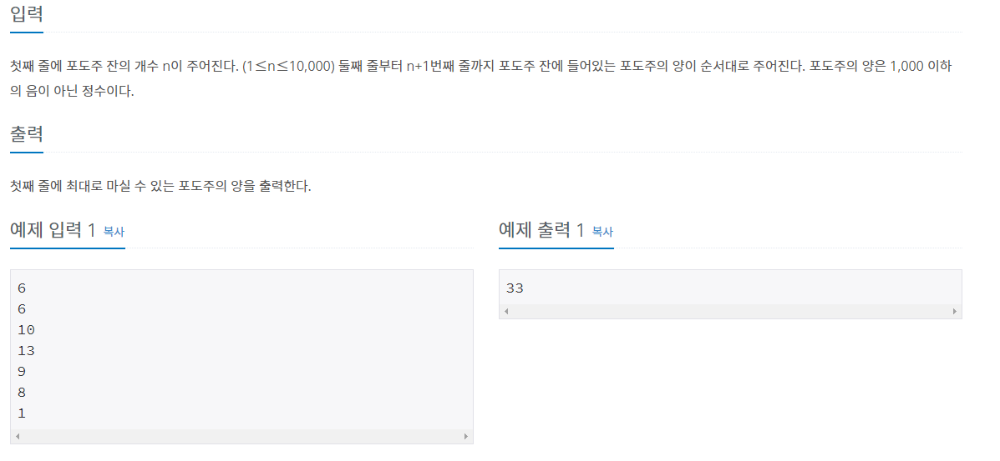 입력
첫째 줄에 포도주 잔의 개수 n이 주어진다. (1≤n≤10,000) 둘째 줄부터 n+1번째 줄까지 포도주 잔에 들어있는 포도주의 양이 순서대로 주어진다. 포도주의 양은 1,000 이하
의 음이 아닌 정수이다.
출력
첫째 줄에 최대로 마실 수 있는 포도주의 양을 출력한다.
예제 입력 1 복사
6
6
10
13
9
8
1
예제 출력 1 복사
33